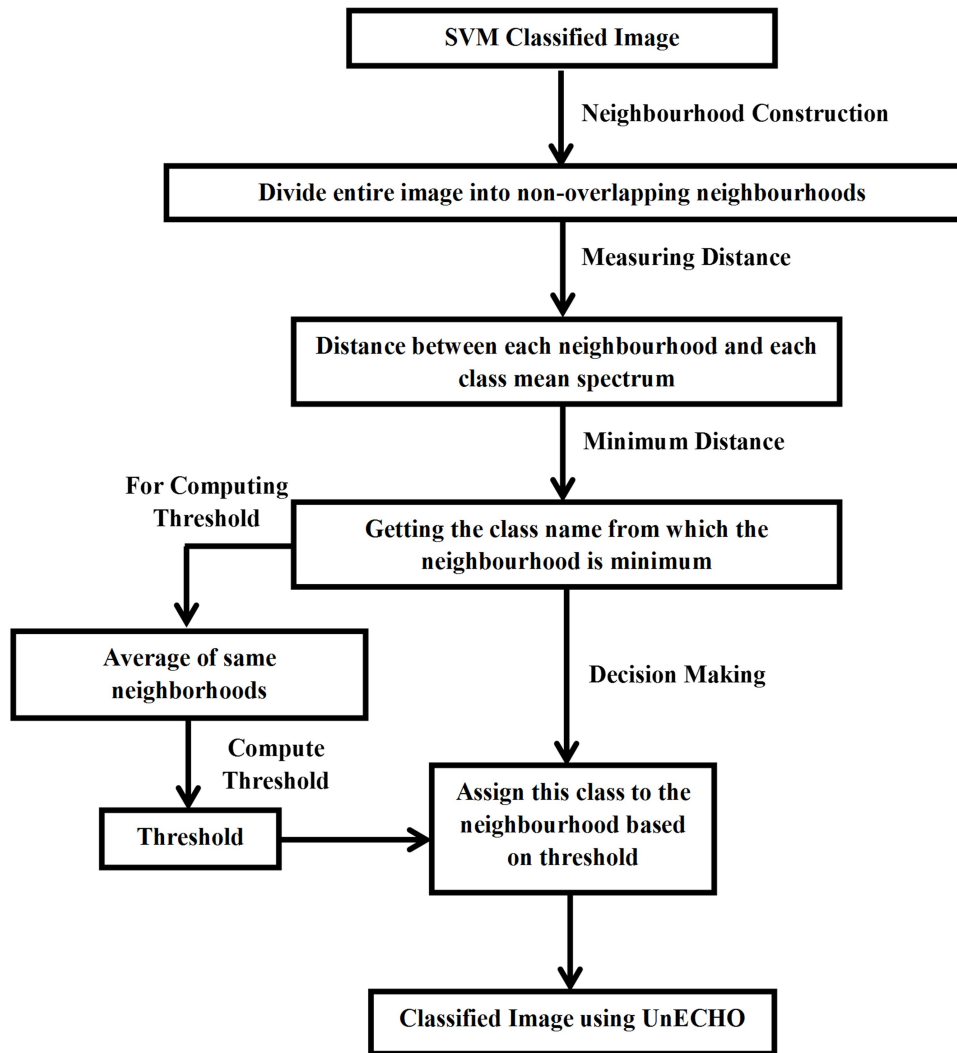 SVM Classified Image
Neighbourhood Construction
Divide entire image into non-overlapping neighbourhoods
Measuring Distance
Distance between each neighbourhood and each
class mean spectrum
Minimum Distance
For Computing
Threshold
Getting the class name from which the
neighbourhood is minimum
Average of same
neighborhoods
Decision Making
Compute
Threshold
Assign this class to the
neighbourhood based
on threshold
Threshold
Classified Image using UnECHO